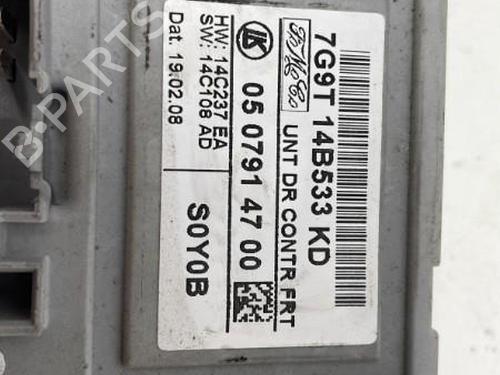 7G9T 14B533 KD
UNT DR CONTR FRT
LK 05 0791 47 00
HW: 14C237 EA
SW: 14C108 AD
Dat. 19.02.08
S0Y0B